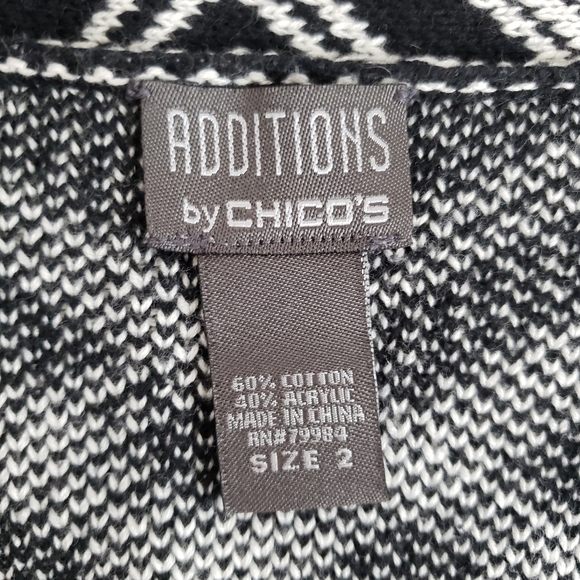 ADDITIONS
by CHICO'S
60% COTTON
40% ACRYLIC
MADE IN CHINA
RN#79984
SIZE 2